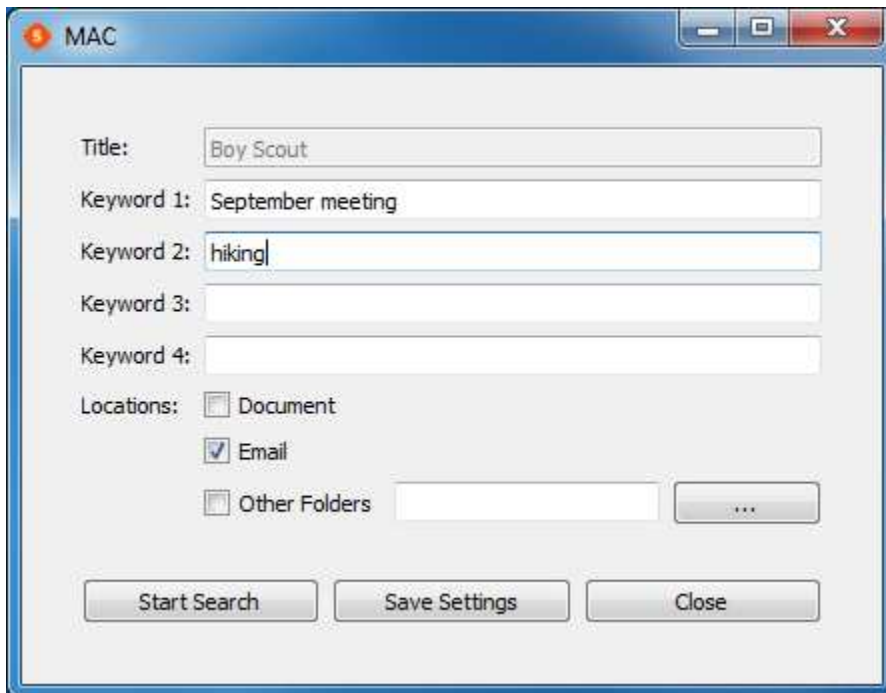 MAC
Title: Boy Scout
Keyword 1: September meeting
Keyword 2: hiking
Keyword 3:
Keyword 4:
Locations: Document
Email
Other Folders ...
Start Search Save Settings Close